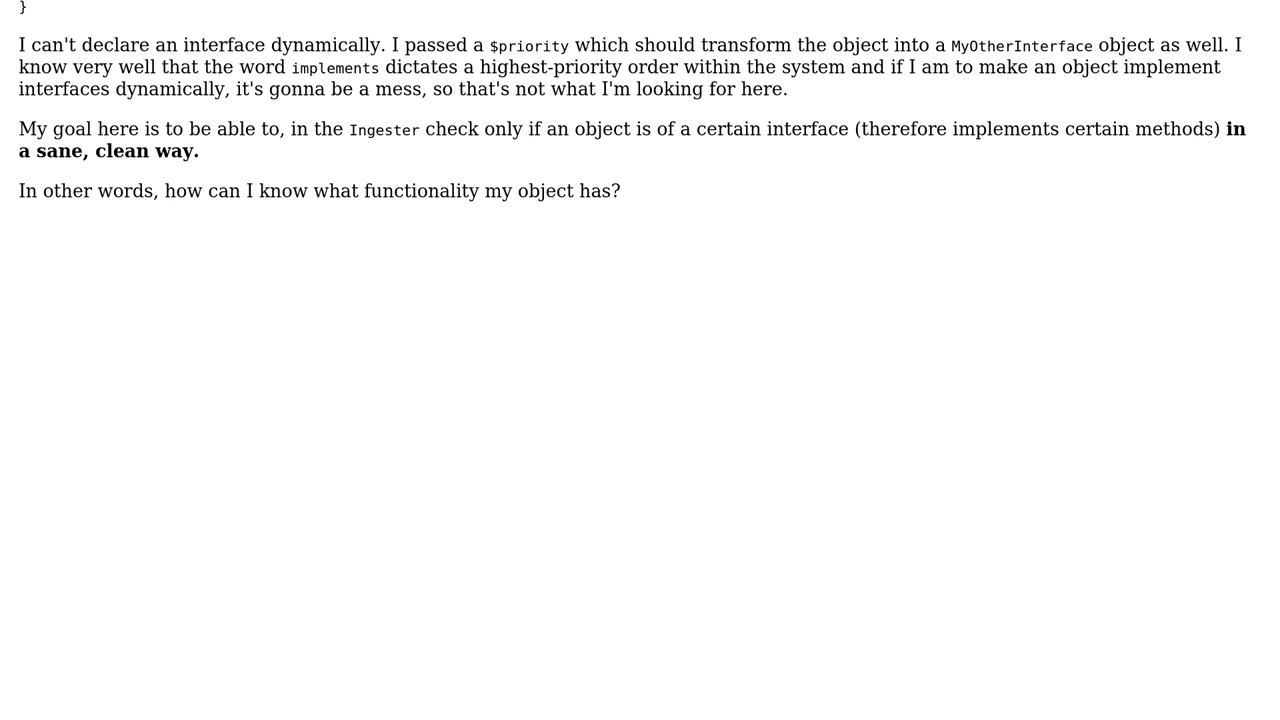 }
I can't declare an interface dynamically. I passed a $priority which should transform the object into a MyOtherInterface object as well. I
know very well that the word implements dictates a highest-priority order within the system and if I am to make an object implement
interfaces dynamically, it's gonna be a mess, so that's not what I'm looking for here.
My goal here is to be able to, in the Ingester check only if an object is of a certain interface (therefore implements certain methods) in
a sane, clean way.
In other words, how can I know what functionality my object has?